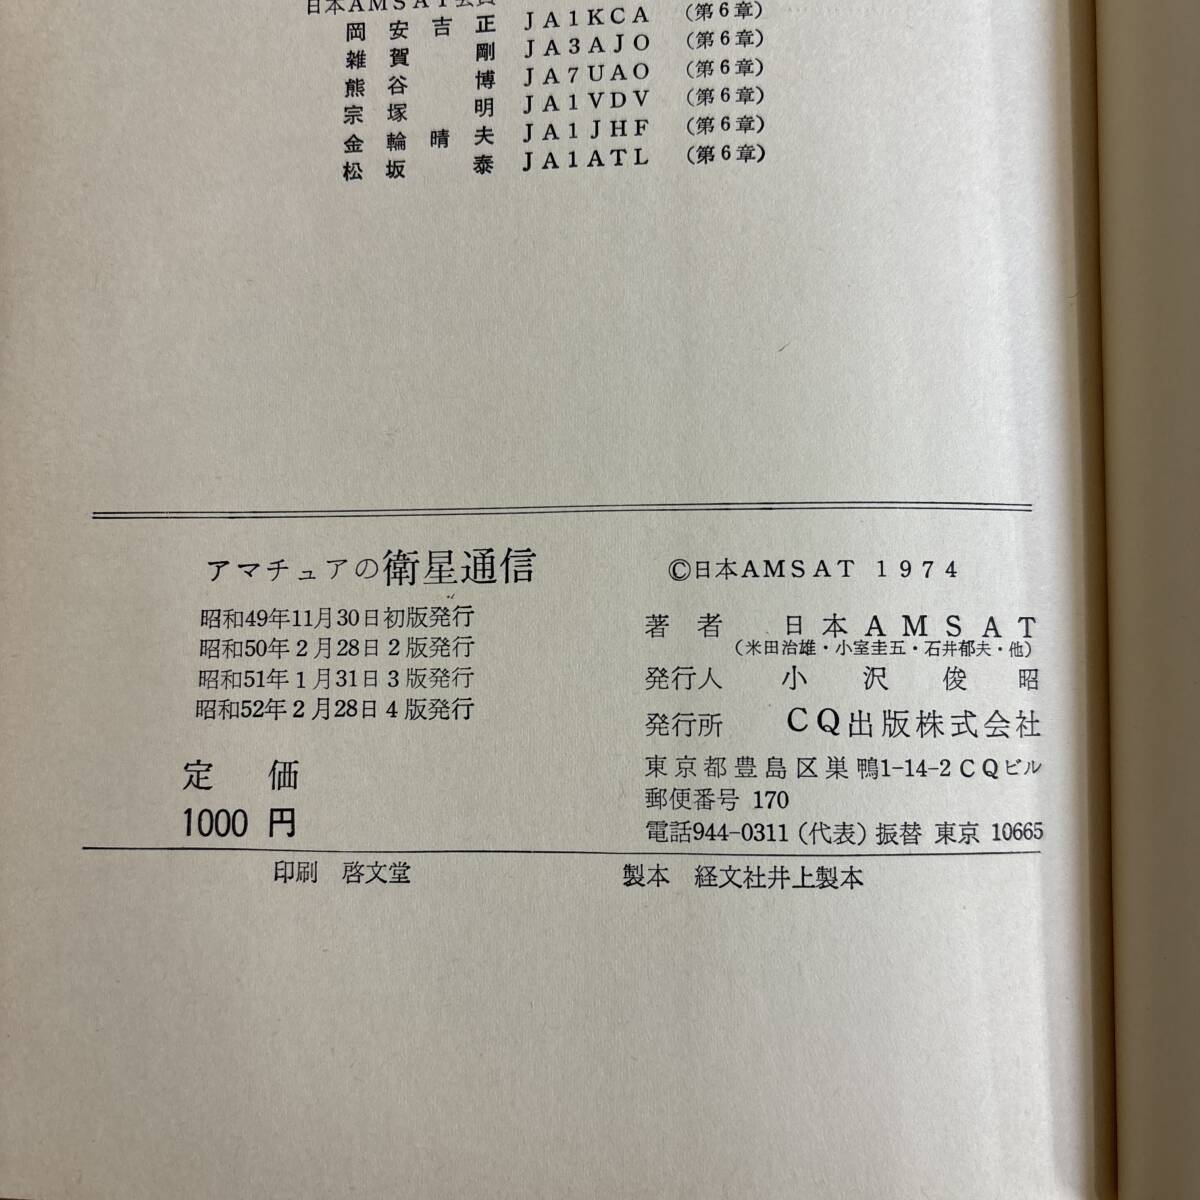 日本AMSAT会員
岡安吉正 JA1KCA (第6章)
雑賀 剛 JA3AJO (第6章)
熊谷 博 JA7UAO (第6章)
宗塚 明 JA1VDV (第6章)
金輪晴夫 JA1JHF (第6章)
松坂 泰 JA1ATL (第6章)
アマチュアの衛星通信
昭和49年11月30日初版発行
昭和50年2月28日2版発行
昭和51年1月31日3版発行
昭和52年2月28日4版発行
定 価
1000 円
©日本AMSAT 1974
著 者 日本AMSAT
(米田治雄・小室圭五・石井郁夫・他)
発行人 小沢俊昭
発行所 CQ出版株式会社
東京都豊島区巣鴨1-14-2 CQビル
郵便番号 170
電話944-0311(代表)振替 東京 10665
印刷 啓文堂 製本 経文社井上製本